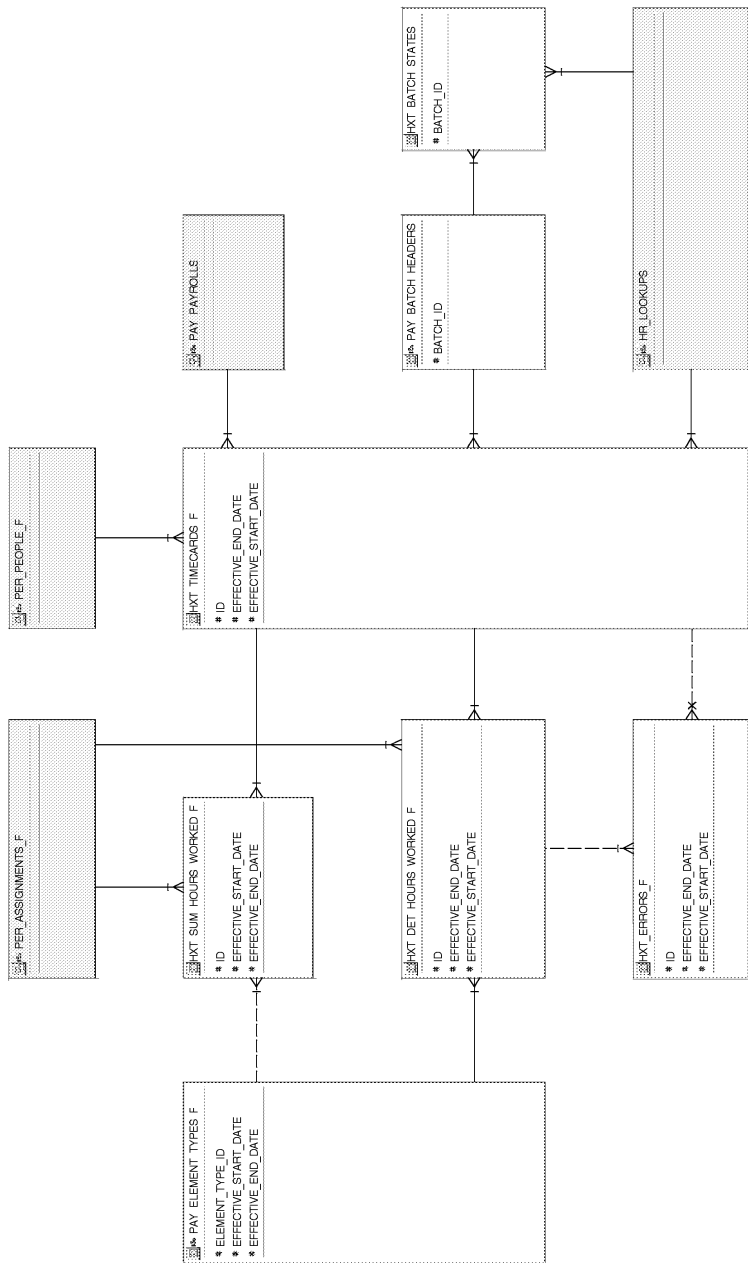 PER_ASSIGNMENTS_F
PER_PEOPLE_F
PAY ELEMENT TYPES F
# ELEMENT_TYPE_ID
* EFFECTIVE_START_DATE
* EFFECTIVE_END_DATE
HXT SUM HOURS WORKED F
# ID
# EFFECTIVE_START_DATE
* EFFECTIVE_END_DATE
HXT TIMECARDS F
# ID
# EFFECTIVE_END_DATE
* EFFECTIVE_START_DATE
PAY PAYROLLS
HXT DET HOURS WORKED F
# ID
# EFFECTIVE_END_DATE
* EFFECTIVE_START_DATE
PAY BATCH HEADERS
# BATCH_ID
HXT BATCH STATES
# BATCH_ID
HXT_ERRORS_F
# ID
* EFFECTIVE_END_DATE
# EFFECTIVE_START_DATE
HR_LOOKUPS